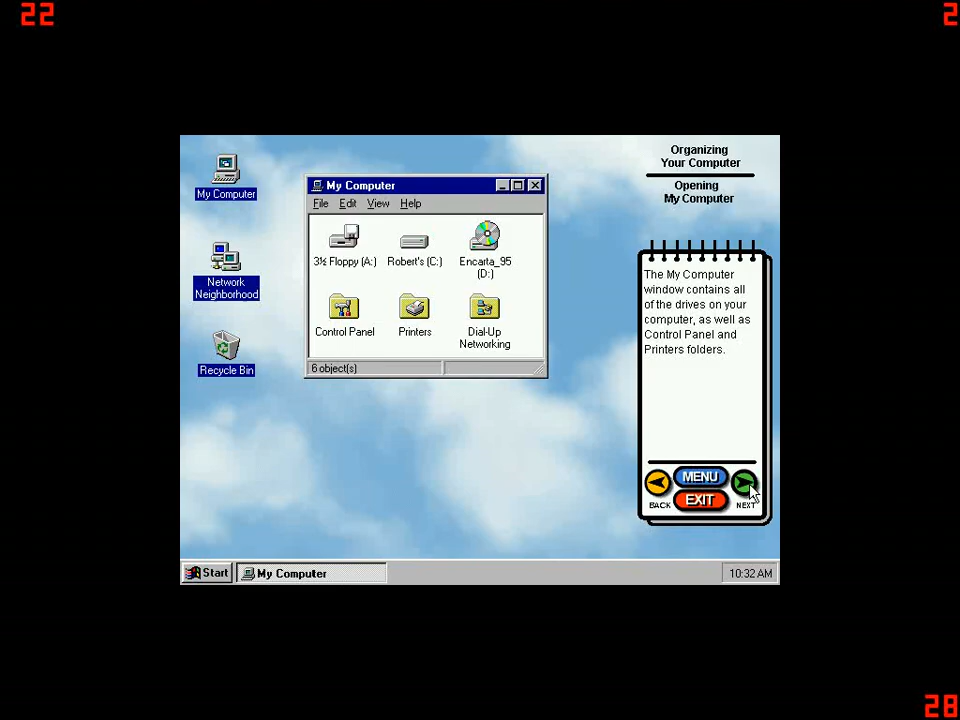 22
2
Organizing
Your Computer
Opening
My Computer
My Computer
My Computer
File Edit View Help
3½ Floppy (A:) Robert's (C:) Encarta_95
(D:)
Control Panel Printers Dial-Up
Networking
6 object(s)
Network
Neighborhood
Recycle Bin
The My Computer
window contains all
of the drives on your
computer, as well as
Control Panel and
Printers folders.
MENU
EXIT
BACK
NEXT
Start
My Computer
10:32 AM
28